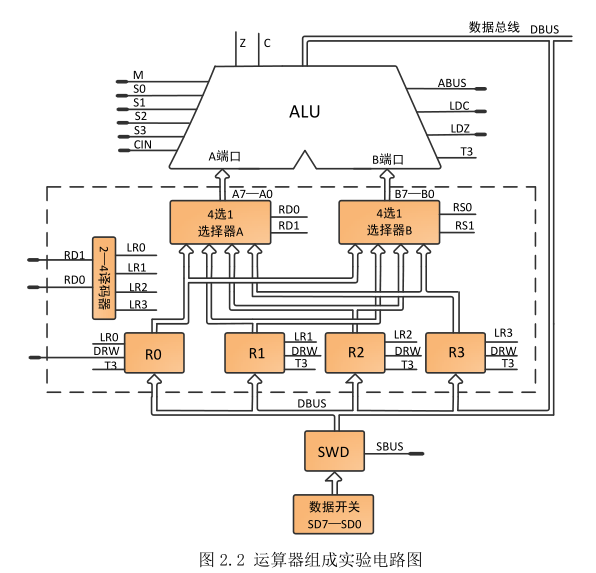 数据总线 DBUS
Z C
M
S0
S1
S2
S3
CIN
ALU
ABUS
LDC
LDZ
T3
A端口
B端口
A7—A0
B7—B0
4选1
选择器A
RD0
RD1
4选1
选择器B
RS0
RS1
RD1
RD0
2—4译码器
LR0
LR1
LR2
LR3
LR0
DRW
T3
R0
R1
LR1
DRW
T3
R2
LR2
DRW
T3
R3
LR3
DRW
T3
DBUS
SWD
SBUS
数据开关
SD7—SD0
图 2.2 运算器组成实验电路图